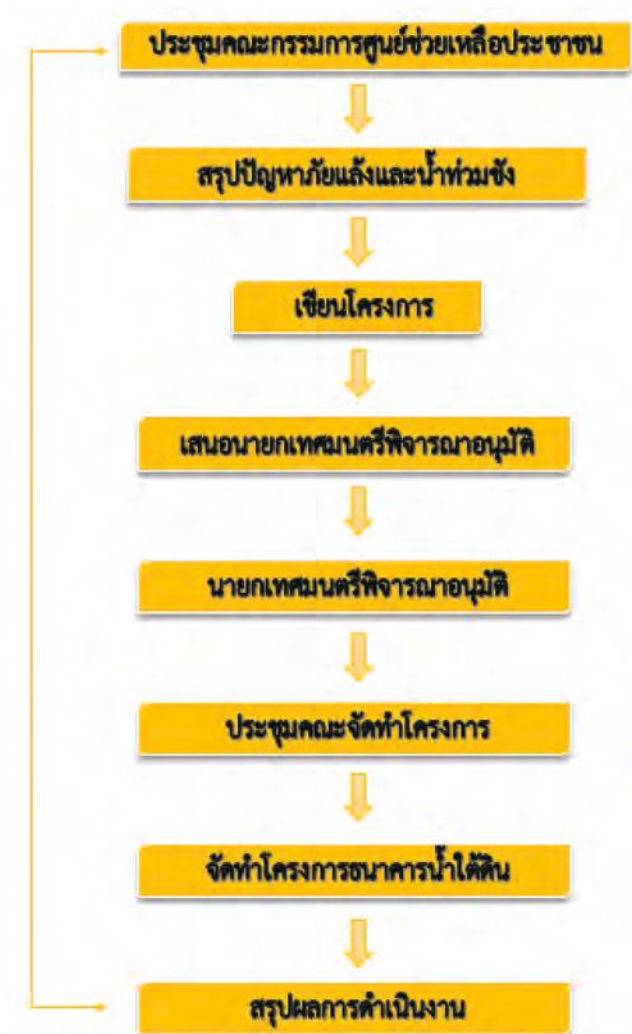 ประชุมคณะกรรมการศูนย์ช่วยเหลือประชาชน
สรุปปัญหาภัยแล้งและน้ำท่วมขัง
เขียนโครงการ
เสนอนายกเทศมนตรีพิจารณาอนุมัติ
นายกเทศมนตรีพิจารณาอนุมัติ
ประชุมคณะจัดทำโครงการ
จัดทำโครงการธนาคารน้ำใต้ดิน
สรุปผลการดำเนินงาน